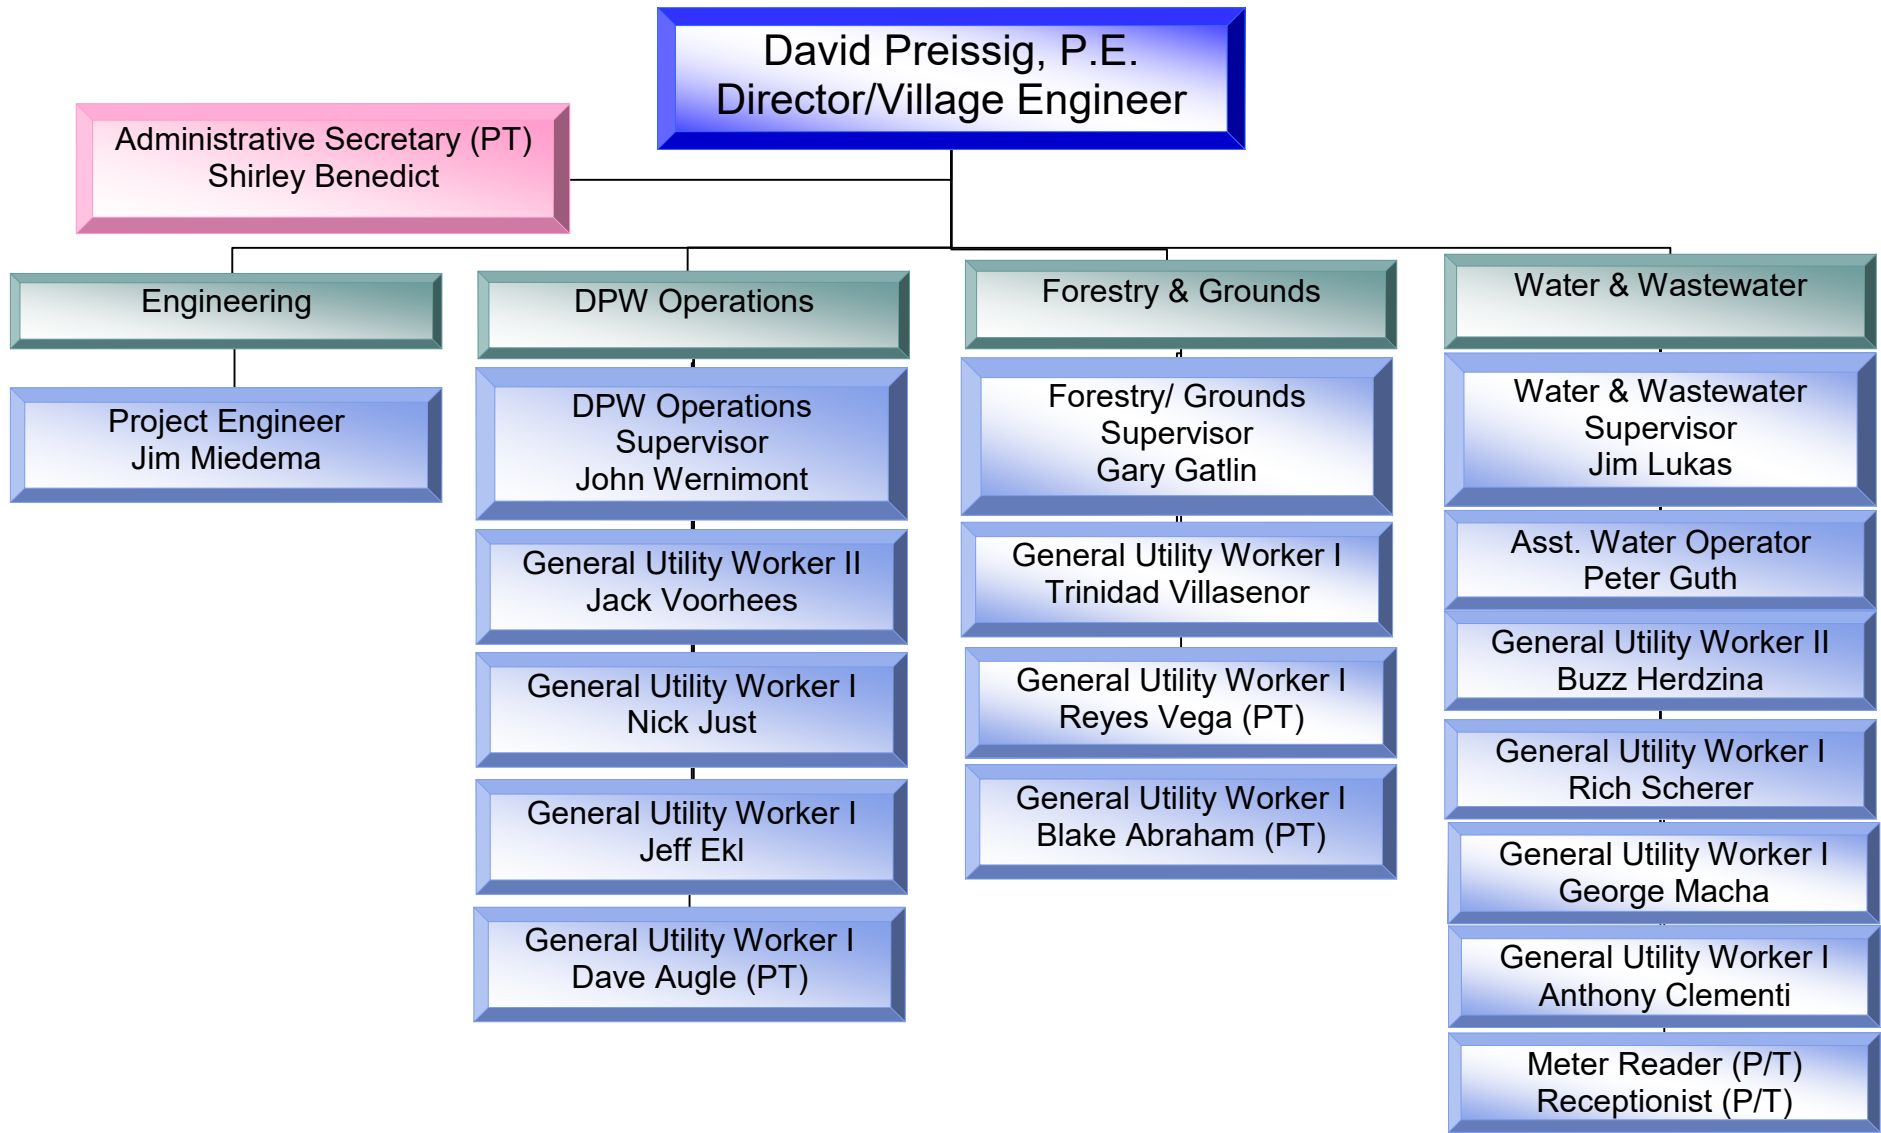 David Preissig, P.E.
Director/Village Engineer
Administrative Secretary (PT)
Shirley Benedict
Engineering
Project Engineer
Jim Miedema
DPW Operations
DPW Operations
Supervisor
John Wernimont
General Utility Worker II
Jack Voorhees
General Utility Worker I
Nick Just
General Utility Worker I
Jeff Ekl
General Utility Worker I
Dave Augle (PT)
Forestry & Grounds
Forestry/ Grounds
Supervisor
Gary Gatlin
General Utility Worker I
Trinidad Villasenor
General Utility Worker I
Reyes Vega (PT)
General Utility Worker I
Blake Abraham (PT)
Water & Wastewater
Water & Wastewater
Supervisor
Jim Lukas
Asst. Water Operator
Peter Guth
General Utility Worker II
Buzz Herdzina
General Utility Worker I
Rich Scherer
General Utility Worker I
George Macha
General Utility Worker I
Anthony Clementi
Meter Reader (P/T)
Receptionist (P/T)